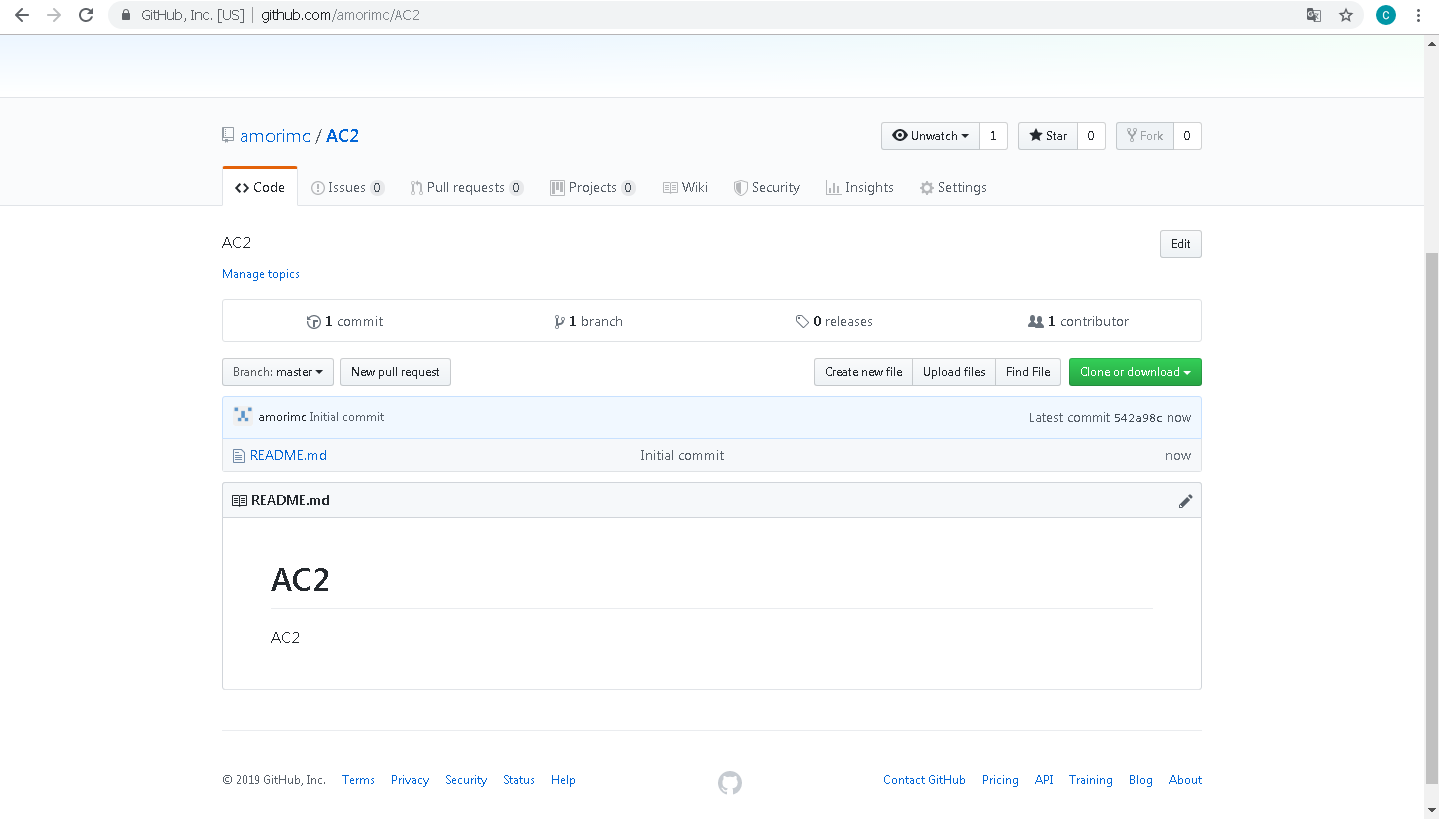 GitHub, Inc. [US] github.com/amorimc/AC2 C
amorimc / AC2 Unwatch 1 Star 0 Fork 0
Code Issues 0 Pull requests 0 Projects 0 Wiki Security Insights Settings
AC2 Edit
Manage topics
1 commit 1 branch 0 releases 1 contributor
Branch: master New pull request Create new file Upload files Find File Clone or download
amorimc Initial commit Latest commit 542a98c now
README.md Initial commit now
README.md
AC2
AC2
© 2019 GitHub, Inc. Terms Privacy Security Status Help Contact GitHub Pricing API Training Blog About